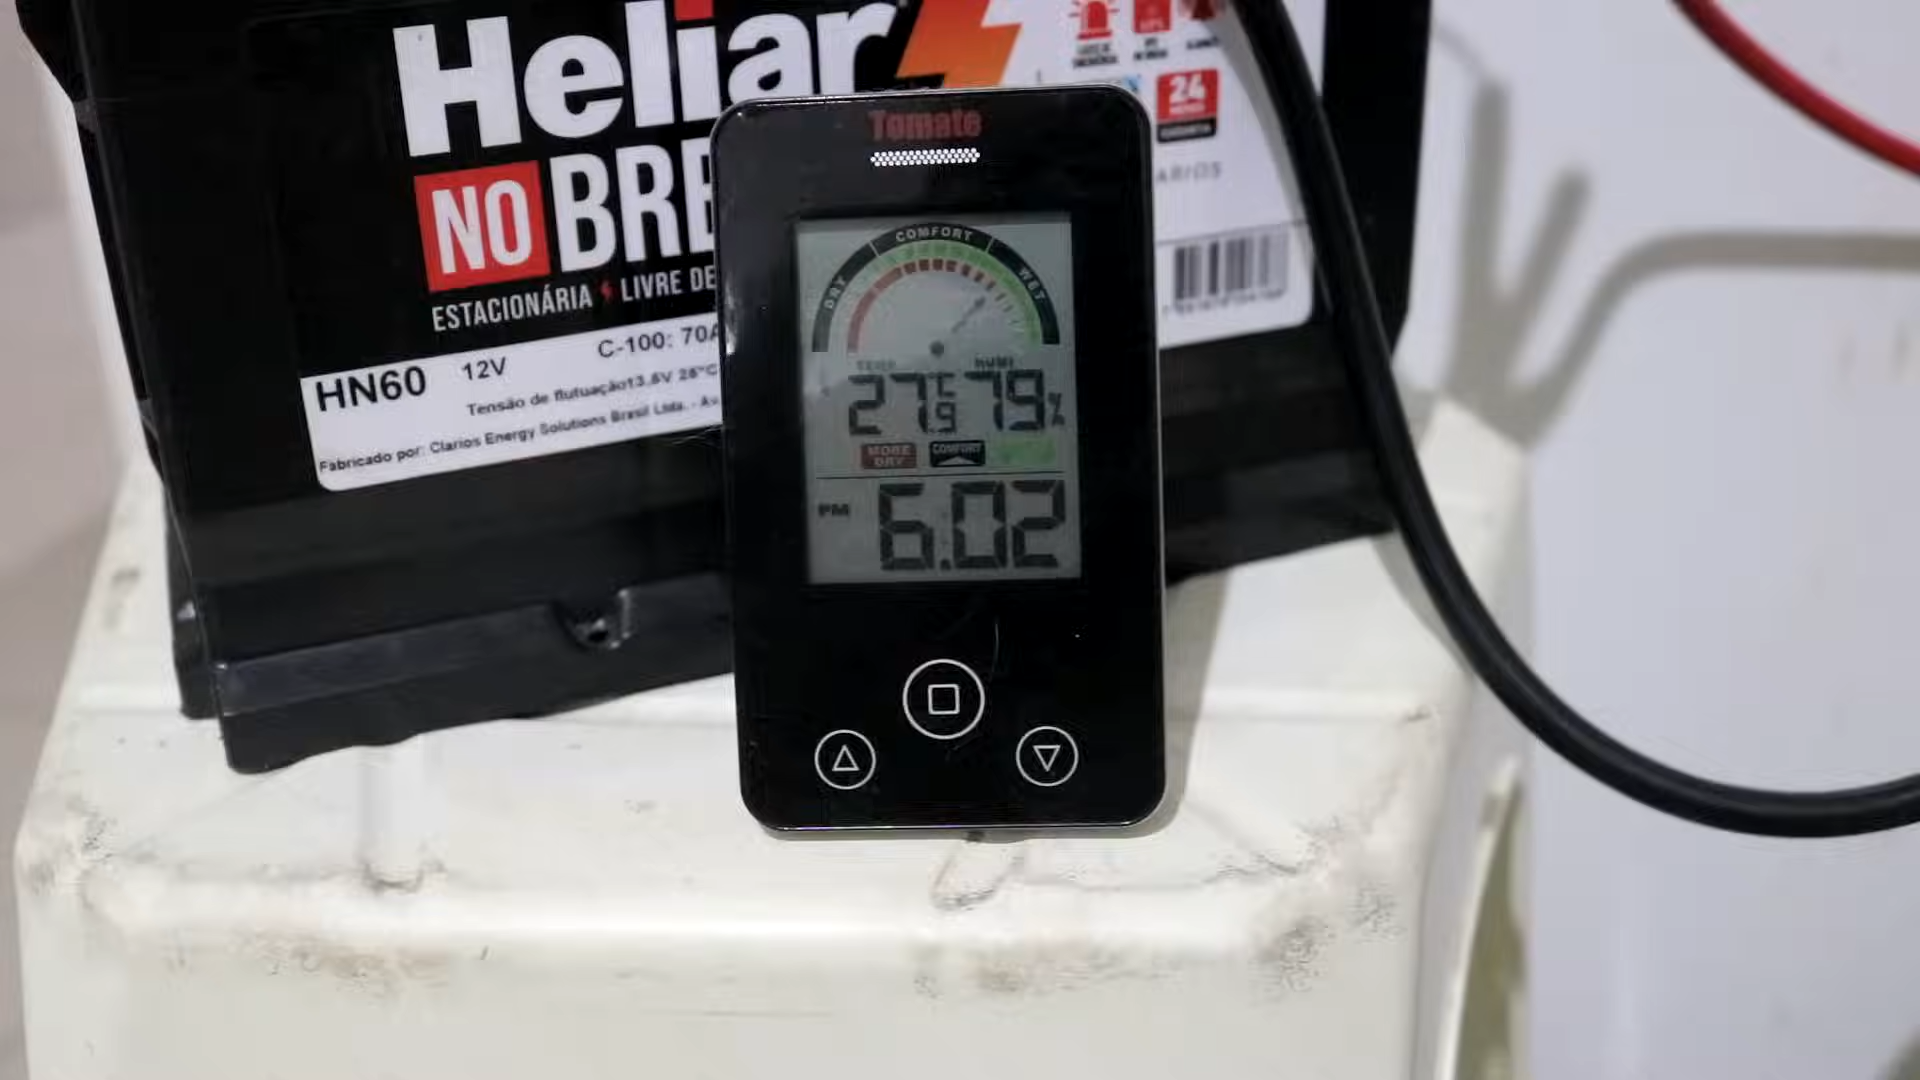 Heliar
NO BRE
ESTACIONÁRIA LIVRE DE
HN60 12V C-100: 70A
Tensão de flutuação13,5V 25°C
Fabricado por: Clarios Energy Solutions Brasil Ltda. - Av.
24
Tomate
DRY COMFORT WET
TEMP HUMI
27.9 °C 79%
MORE DRY COMFORT
PM 6.02